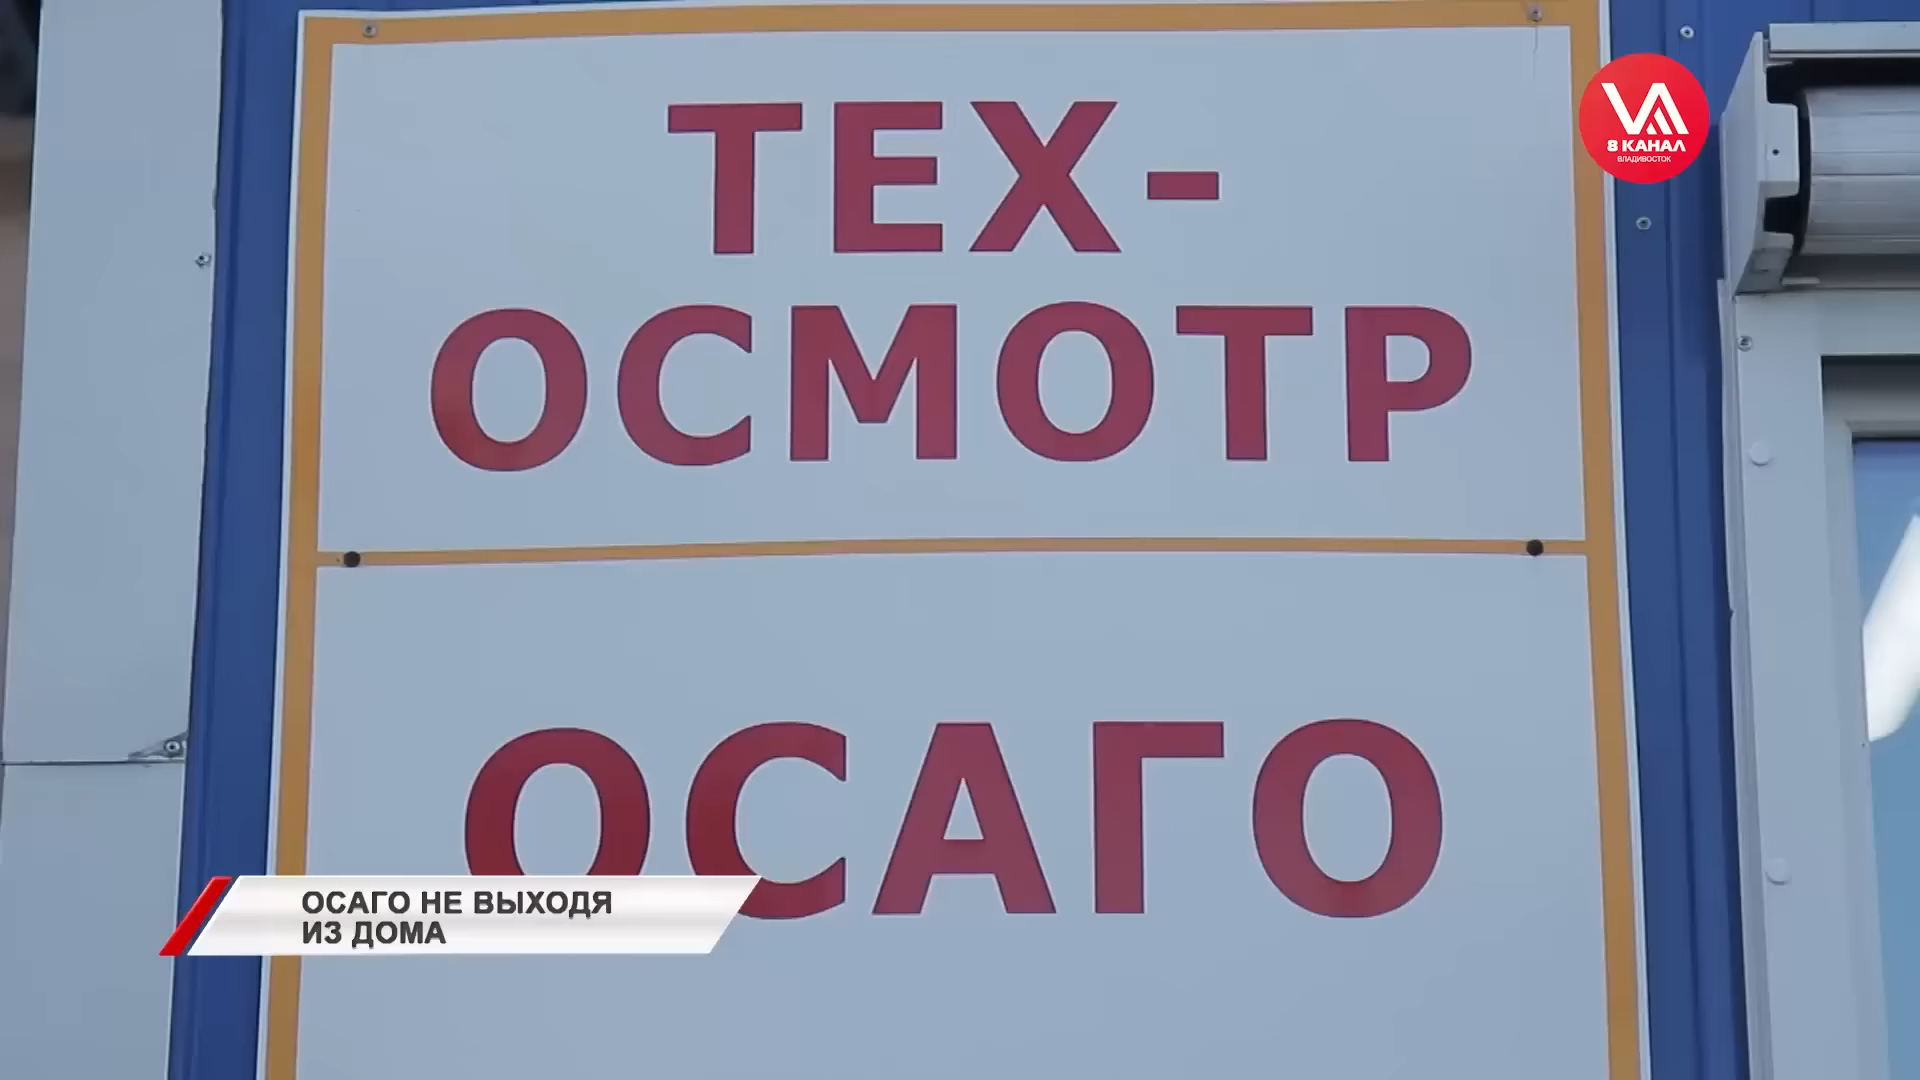 ТЕХ-
ОСМОТР
ОСАГО
8 КАНАЛ
ВЛАДИВОСТОК
ОСАГО НЕ ВЫХОДЯ
ИЗ ДОМА